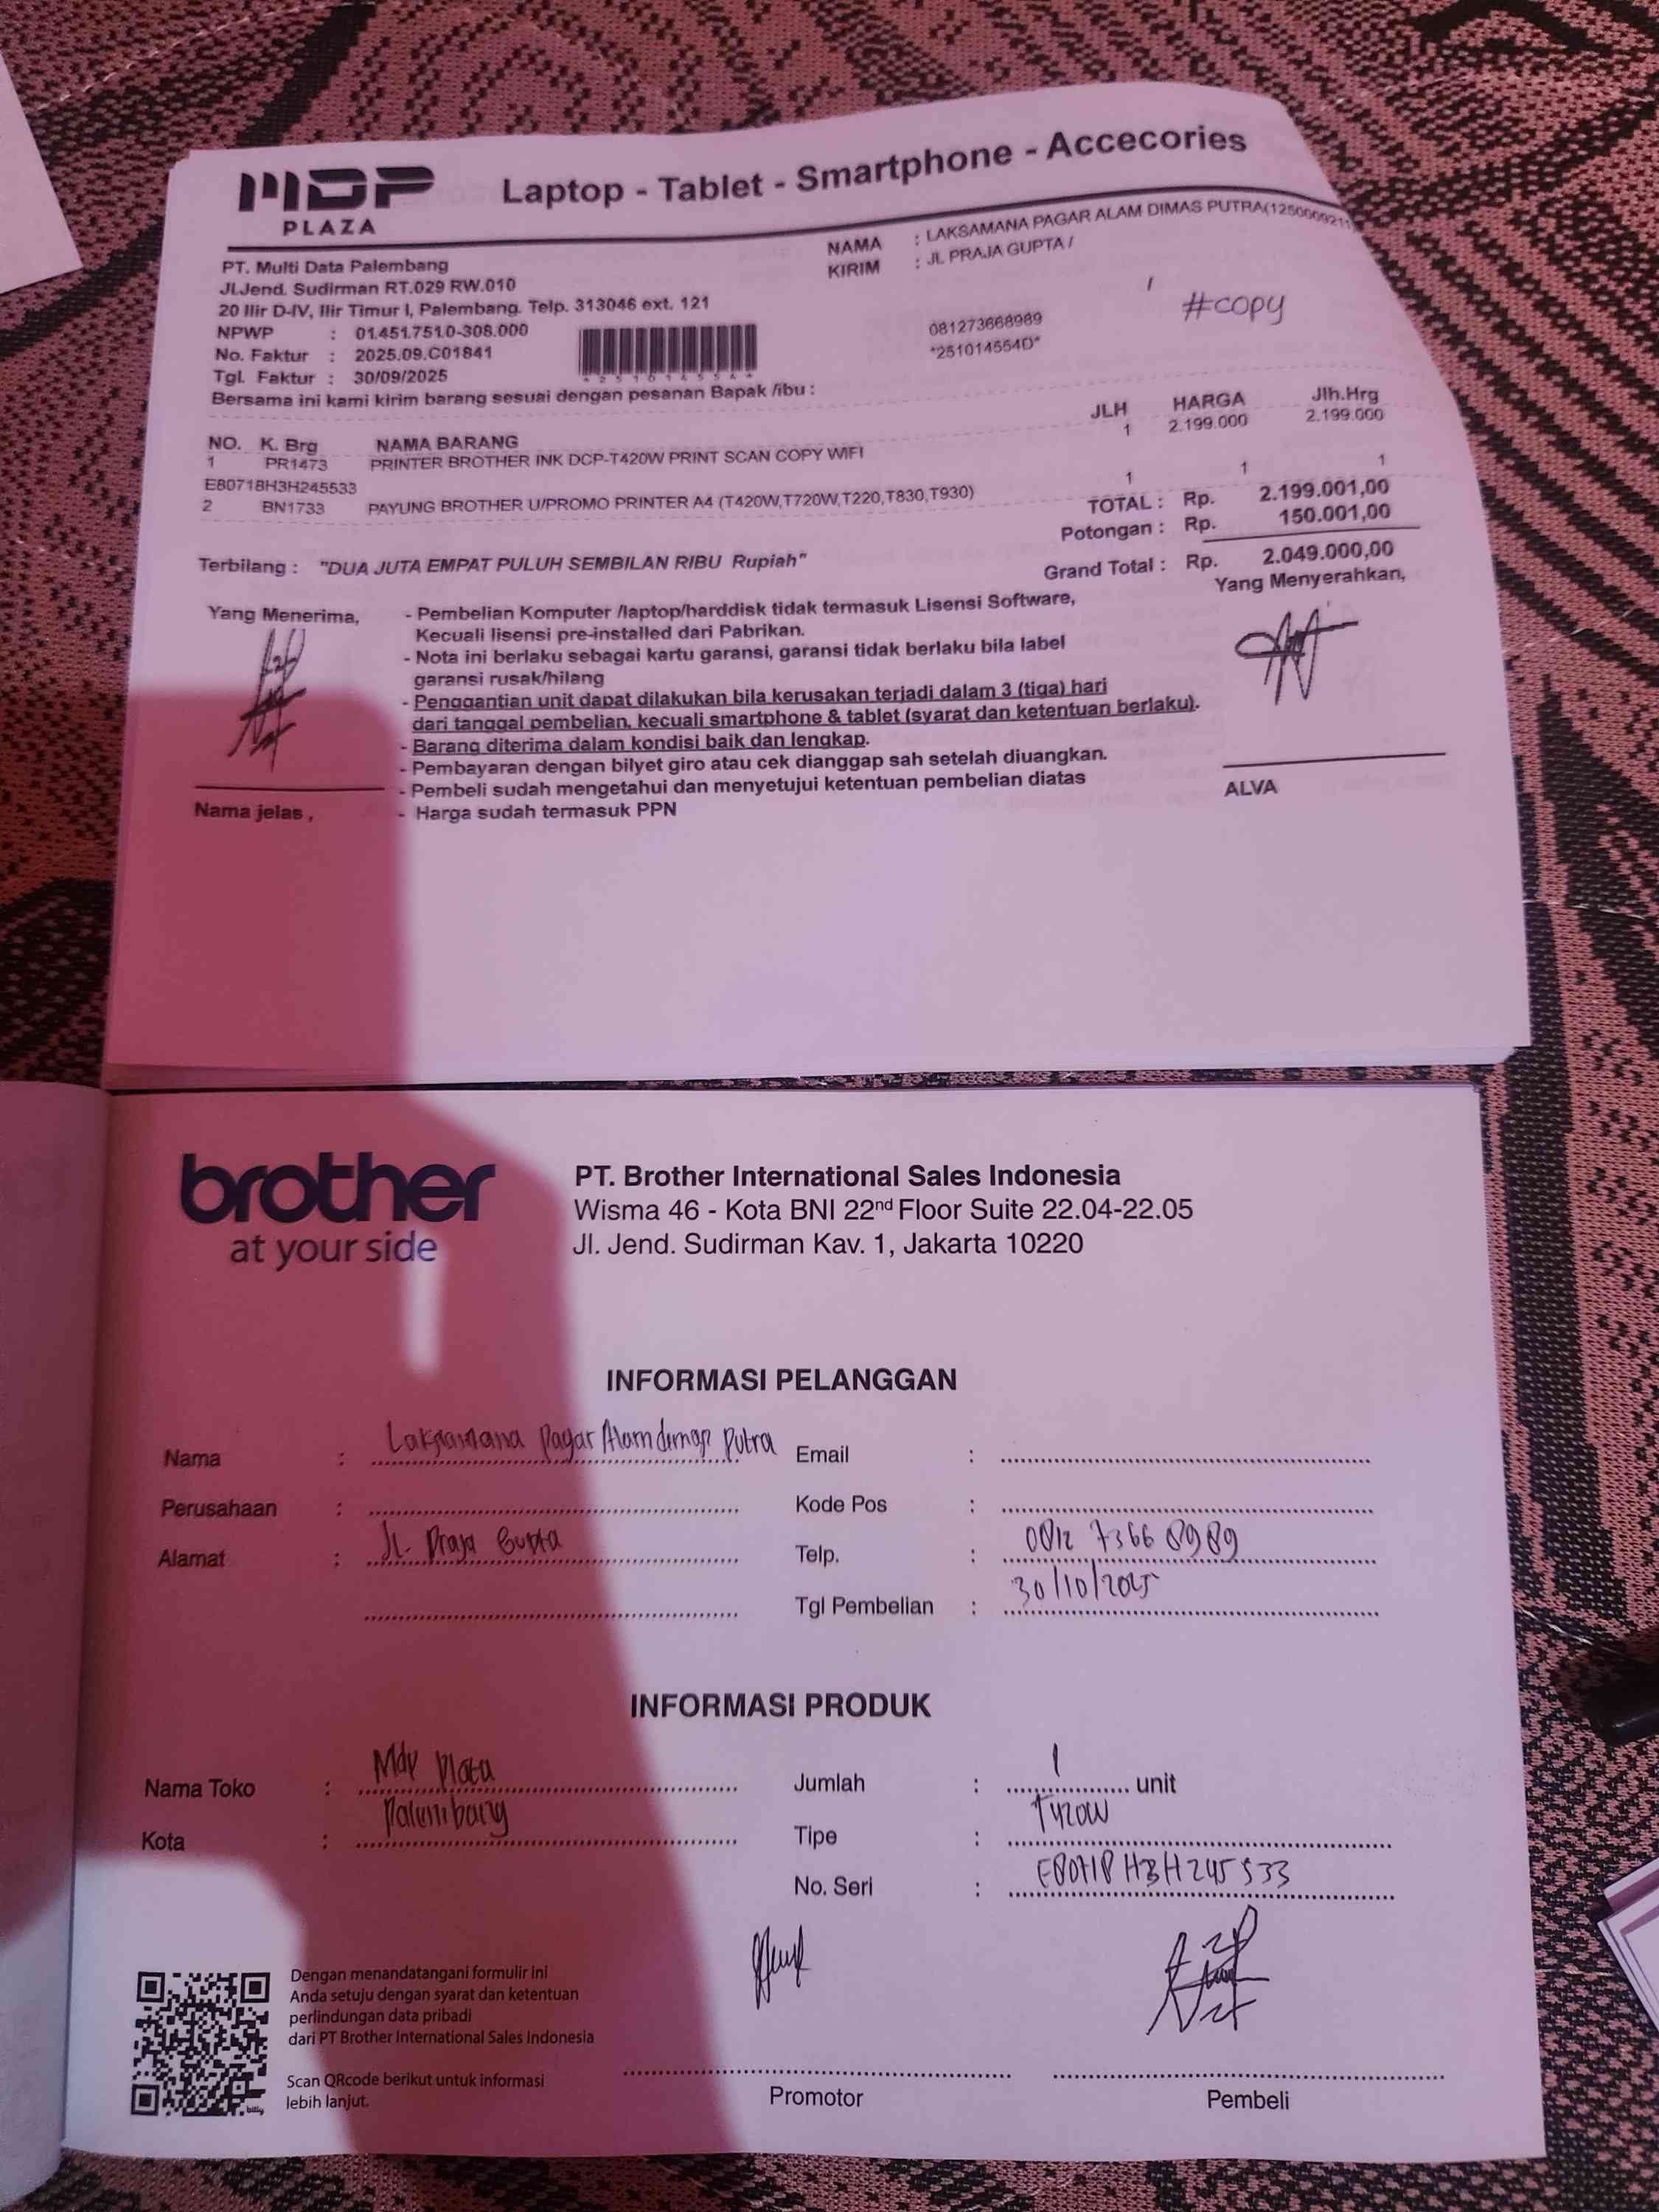 MDP
PLAZA
Laptop - Tablet - Smartphone - Accecories
PT. Multi Data Palembang
Jl.Jend. Sudirman RT.029 RW.010
20 Ilir D-IV, Ilir Timur I, Palembang. Telp. 313046 ext. 121
NPWP : 01.451.751.0-308.000
No. Faktur : 2025.09.C01841
Tgl. Faktur : 30/09/2025
NAMA : LAKSAMANA PAGAR ALAM DIMAS PUTRA(1250009211
KIRIM : JL PRAJA GUPTA /
/
#copy
081273668989
*251014554D*
Bersama ini kami kirim barang sesuai dengan pesanan Bapak /ibu :
NO. K. Brg NAMA BARANG JLH HARGA Jlh.Hrg
1 PR1473 PRINTER BROTHER INK DCP-T420W PRINT SCAN COPY WIFI 1 2.199.000 2.199.000
E80718H3H245533
2 BN1733 PAYUNG BROTHER U/PROMO PRINTER A4 (T420W,T720W,T220,T830,T930) 1 1 1
TOTAL : Rp. 2.199.001,00
Potongan : Rp. 150.001,00
Terbilang : "DUA JUTA EMPAT PULUH SEMBILAN RIBU Rupiah" Grand Total : Rp. 2.049.000,00
Yang Menerima,
Yang Menyerahkan,
- Pembelian Komputer /laptop/harddisk tidak termasuk Lisensi Software,
Kecuali lisensi pre-installed dari Pabrikan.
- Nota ini berlaku sebagai kartu garansi, garansi tidak berlaku bila label
garansi rusak/hilang
- Penggantian unit dapat dilakukan bila kerusakan terjadi dalam 3 (tiga) hari
dari tanggal pembelian, kecuali smartphone & tablet (syarat dan ketentuan berlaku).
- Barang diterima dalam kondisi baik dan lengkap.
- Pembayaran dengan bilyet giro atau cek dianggap sah setelah diuangkan.
- Pembeli sudah mengetahui dan menyetujui ketentuan pembelian diatas
- Harga sudah termasuk PPN
Nama jelas ,
ALVA
brother
at your side
PT. Brother International Sales Indonesia
Wisma 46 - Kota BNI 22nd Floor Suite 22.04-22.05
Jl. Jend. Sudirman Kav. 1, Jakarta 10220
INFORMASI PELANGGAN
Nama : Laksamana Pagar Alam dimas Putra
Email :
Perusahaan :
Kode Pos :
Alamat : Jl. Praja Gupta
Telp. : 0812 7366 8989
Tgl Pembelian : 30/10/2025
INFORMASI PRODUK
Nama Toko : Mdp Plaza
Jumlah : 1 unit
Kota : Palembang
Tipe : T420W
No. Seri : E80718H3H245533
Dengan menandatangani formulir ini
Anda setuju dengan syarat dan ketentuan
perlindungan data pribadi
dari PT Brother International Sales Indonesia
Scan QRcode berikut untuk informasi
lebih lanjut.
bitly
Promotor
Pembeli